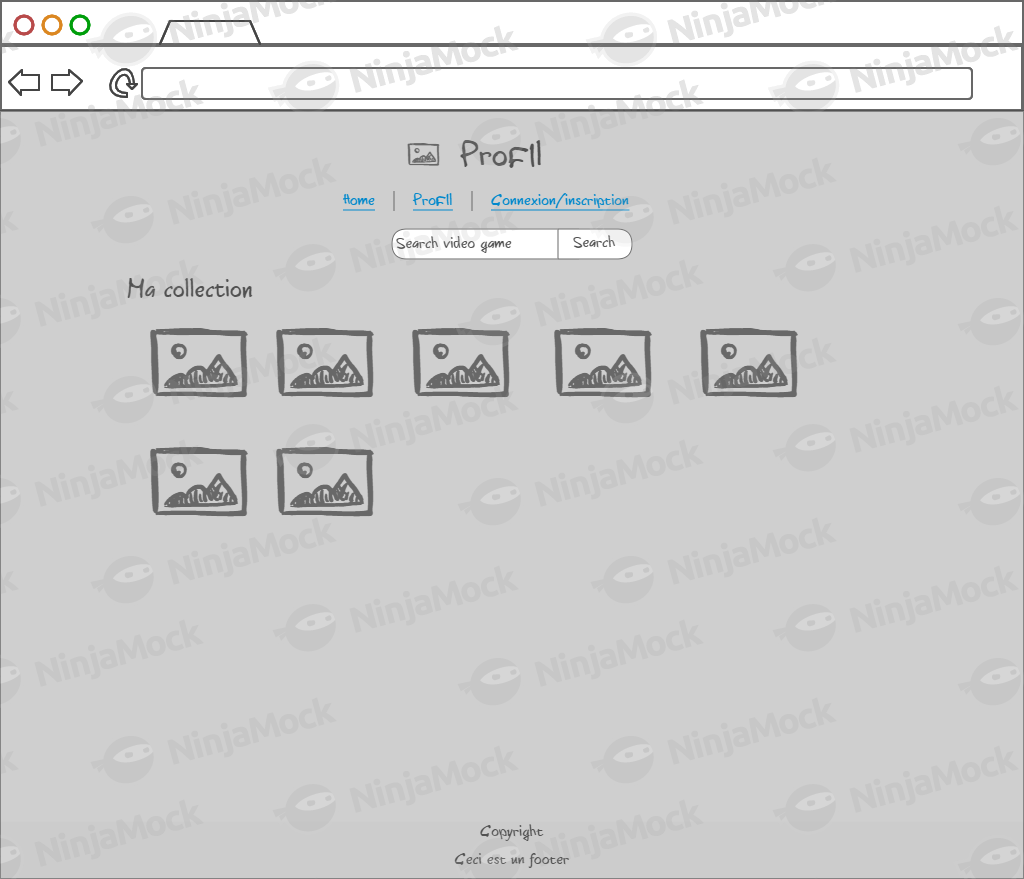 Profil
Home | Profil | Connexion/inscription
Search video game Search
Ma collection
Copyright
Ceci est un footer
NinjaMock